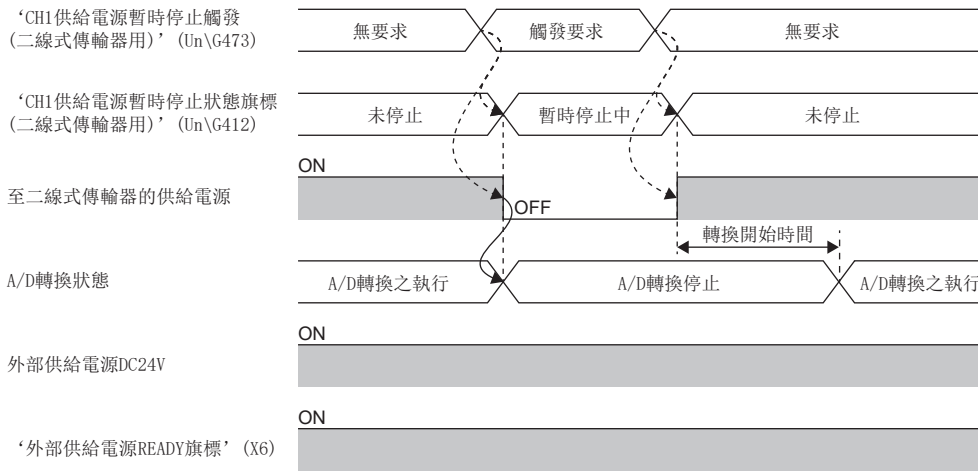 ‘CH1供給電源暫時停止觸發
(二線式傳輸器用)’(Un\G473)
無要求
觸發要求
無要求
‘CH1供給電源暫時停止狀態旗標
(二線式傳輸器用)’(Un\G412)
未停止
暫時停止中
未停止
ON
至二線式傳輸器的供給電源
OFF
轉換開始時間
A/D轉換狀態
A/D轉換之執行
A/D轉換停止
A/D轉換之執行
ON
外部供給電源DC24V
ON
‘外部供給電源READY旗標’(X6)